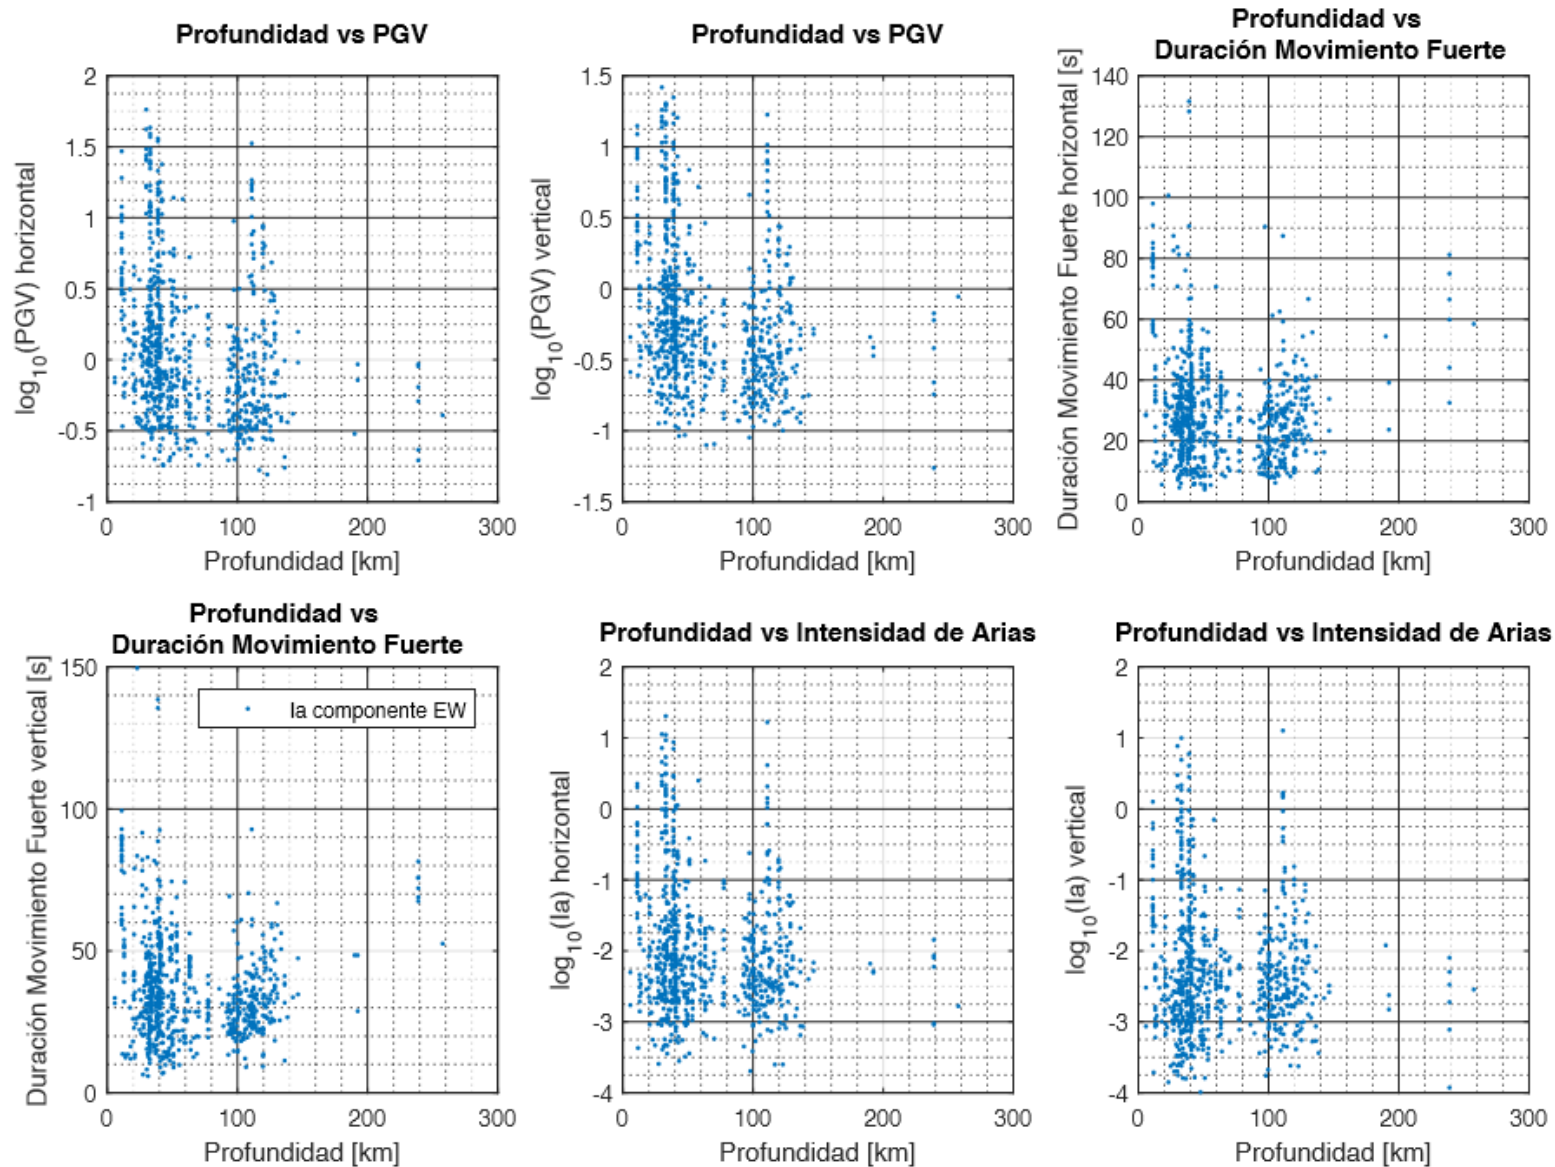 Profundidad vs PGV
log10(PGV) horizontal
2
1.5
1
0.5
0
-0.5
-1
0 100 200 300
Profundidad [km]
Profundidad vs PGV
log10(PGV) vertical
1.5
1
0.5
0
-0.5
-1
-1.5
0 100 200 300
Profundidad [km]
Profundidad vs
Duración Movimiento Fuerte
Duración Movimiento Fuerte horizontal [s]
140
120
100
80
60
40
20
0
0 100 200 300
Profundidad [km]
Profundidad vs
Duración Movimiento Fuerte
Duración Movimiento Fuerte vertical [s]
150
100
50
0
Ia componente EW
0 100 200 300
Profundidad [km]
Profundidad vs Intensidad de Arias
log10(Ia) horizontal
2
1
0
-1
-2
-3
-4
0 100 200 300
Profundidad [km]
Profundidad vs Intensidad de Arias
log10(Ia) vertical
2
1
0
-1
-2
-3
-4
0 100 200 300
Profundidad [km]